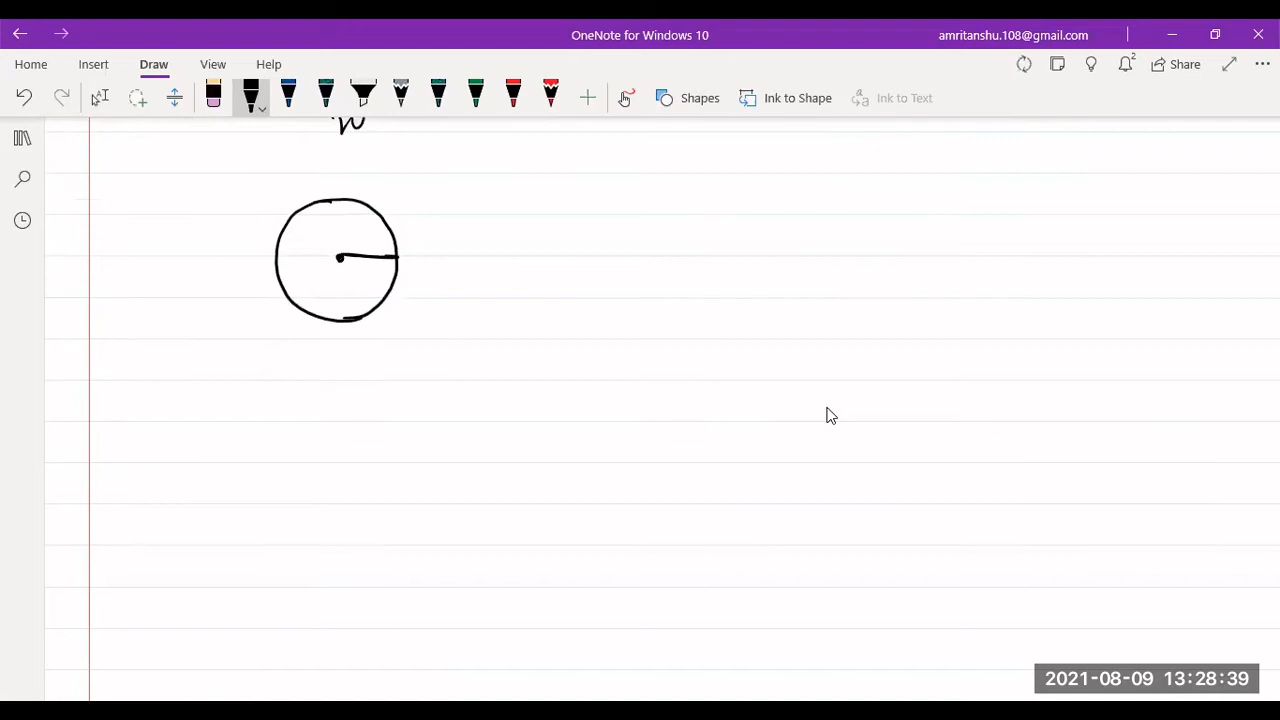 OneNote for Windows 10
amritanshu.108@gmail.com
Home Insert Draw View Help
2
Share
Shapes
Ink to Shape
Ink to Text
2021-08-09 13:28:39